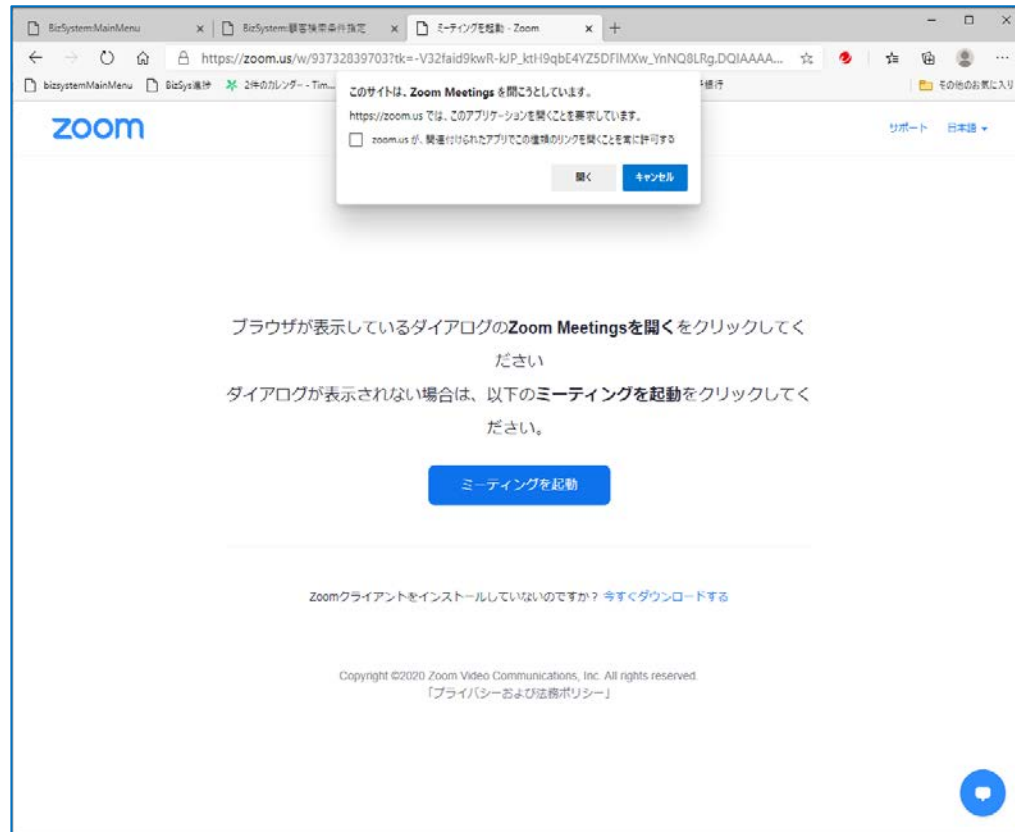 BizSystem:MainMenu
BizSystem:顧客検索条件指定
ミーティングを起動 - Zoom
https://zoom.us/w/93732839703?tk=-V32faid9kwR-kJP_ktH9qbE4YZ5DFlMXw_YnNQ8LRg.DQIAAAA...
bizsystemMainMenu
BizSys進捗
2件のカレンダー - Tim...
その他のお気に入り
このサイトは、Zoom Meetings を開こうとしています。
https://zoom.us では、このアプリケーションを開くことを要求しています。
zoom.us が、関連付けられたアプリでこの種類のリンクを開くことを常に許可する
開く
キャンセル
zoom
サポート
日本語
ブラウザが表示しているダイアログのZoom Meetingsを開くをクリックしてく
ださい
ダイアログが表示されない場合は、以下のミーティングを起動をクリックしてく
ださい。
ミーティングを起動
Zoomクライアントをインストールしていないのですか？今すぐダウンロードする
Copyright ©2020 Zoom Video Communications, Inc. All rights reserved.
「プライバシーおよび法務ポリシー」